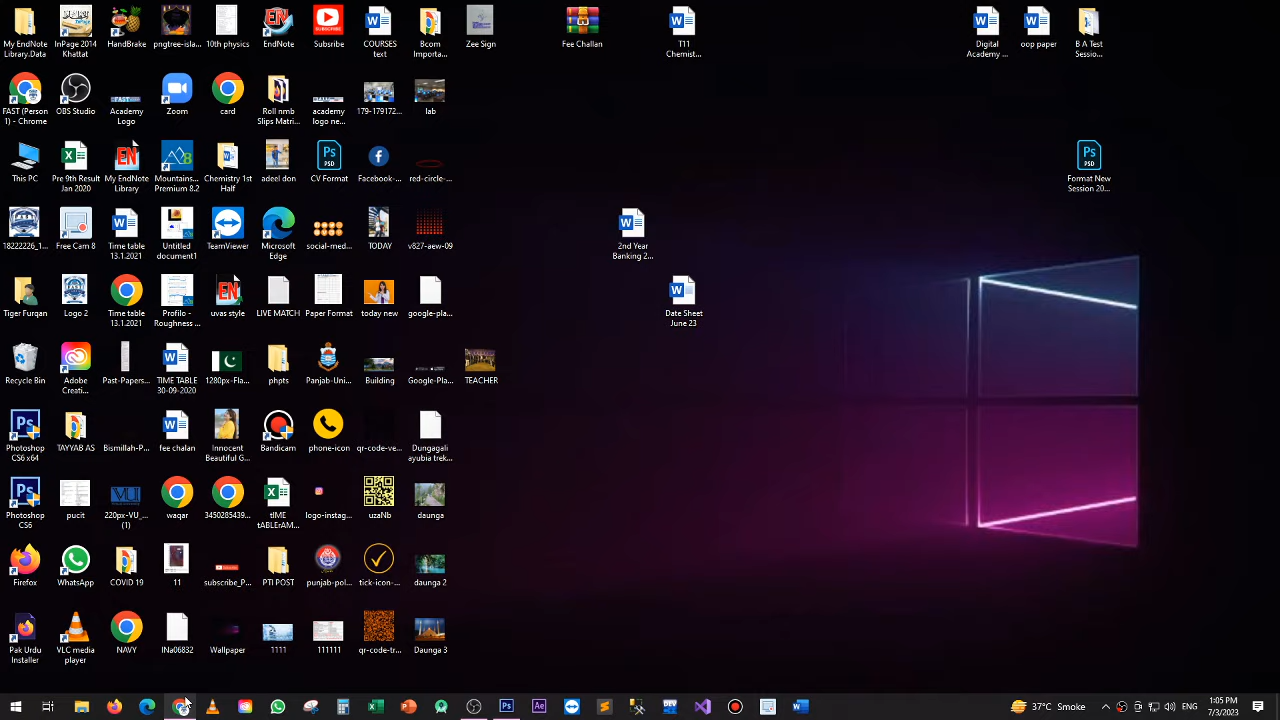 My EndNote
Library.Data
InPage 2014
Khattat
HandBrake
pngtree-isla...
10th physics
EndNote
Subsribe
COURSES
text
Bcom
Importa...
Zee Sign
Fee Challan
T11
Chemist...
Digital
Academy ...
oop paper
B A Test
Sessio...
FAST (Person
1) - Chrome
OBS Studio
Academy
Logo
Zoom
card
Roll nmb
Slips Matri...
academy
logo ne...
179-179172...
lab
This PC
Pre 9th Result
Jan 2020
My EndNote
Library
Mountains...
Premium 8.2
Chemistry 1st
Half
adeel don
CV Format
Facebook-...
red-circle-...
Format New
Session 20...
18222226_1...
Free Cam 8
Time table
13.1.2021
Untitled
document1
TeamViewer
Microsoft
Edge
social-med...
TODAY
v827-aew-09
2nd Year
Banking 2...
Tiger Furqan
Logo 2
Time table
13.1.2021
Profilo -
Roughness ...
uvas style
LIVE MATCH
Paper Format
today new
google-pla...
Date Sheet
June 23
Recycle Bin
Adobe
Creati...
Past-Papers...
TIME TABLE
30-09-2020
1280px-Fla...
phpts
Panjab-Uni...
Building
Google-Pla...
TEACHER
Photoshop
CS6 x64
TAYYAB AS
Bismillah-P...
fee chalan
Innocent
Beautiful G...
Bandicam
phone-icon
qr-code-ve...
Dungagali
ayubia trek...
Photoshop
CS6
pucit
220px-VU_...
(1)
waqar
3450285439...
tIME
tABLErAM...
logo-instag...
uzaNb
daunga
Firefox
WhatsApp
COVID 19
11
subscribe_P...
PTI POST
punjab-pol...
tick-icon-...
daunga 2
Pak Urdu
Installer
VLC media
player
NAVY
INa06832
Wallpaper
1111
111111
qr-code-tr...
Daunga 3
37°C Smoke
1:05 PM
7/3/2023